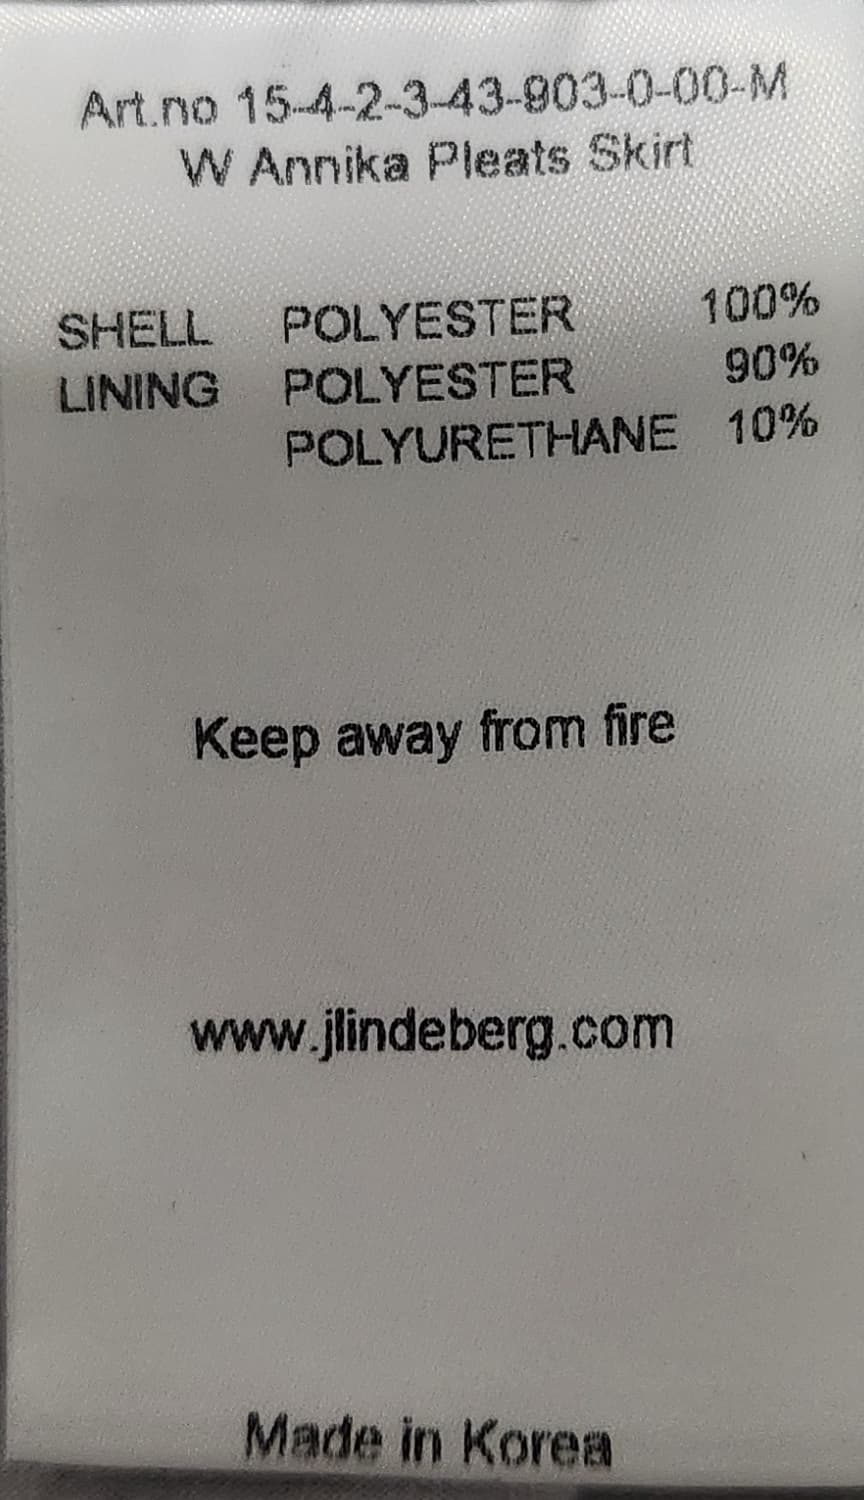 Art.no 15-4-2-3-43-903-0-00-M
W Annika Pleats Skirt
SHELL POLYESTER 100%
LINING POLYESTER 90%
POLYURETHANE 10%
Keep away from fire
www.jlindeberg.com
Made in Korea